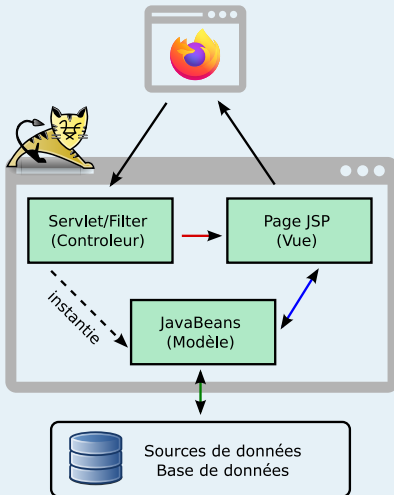 Servlet/Filter
(Controleur)
Page JSP
(Vue)
instantie
JavaBeans
(Modèle)
Sources de données
Base de données